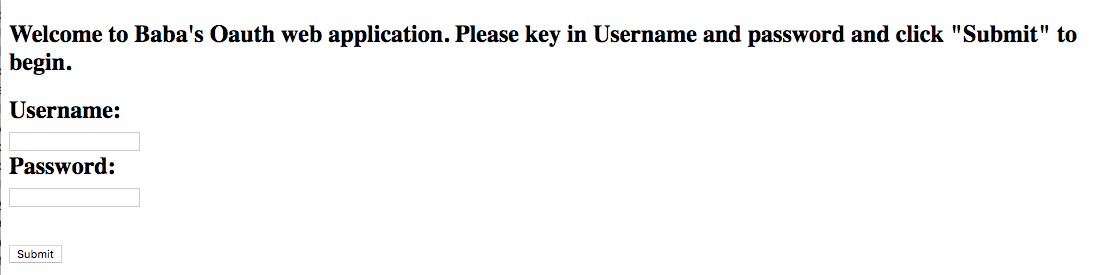 Welcome to Baba's Oauth web application. Please key in Username and password and click "Submit" to
begin.
Username:
Password:
Submit